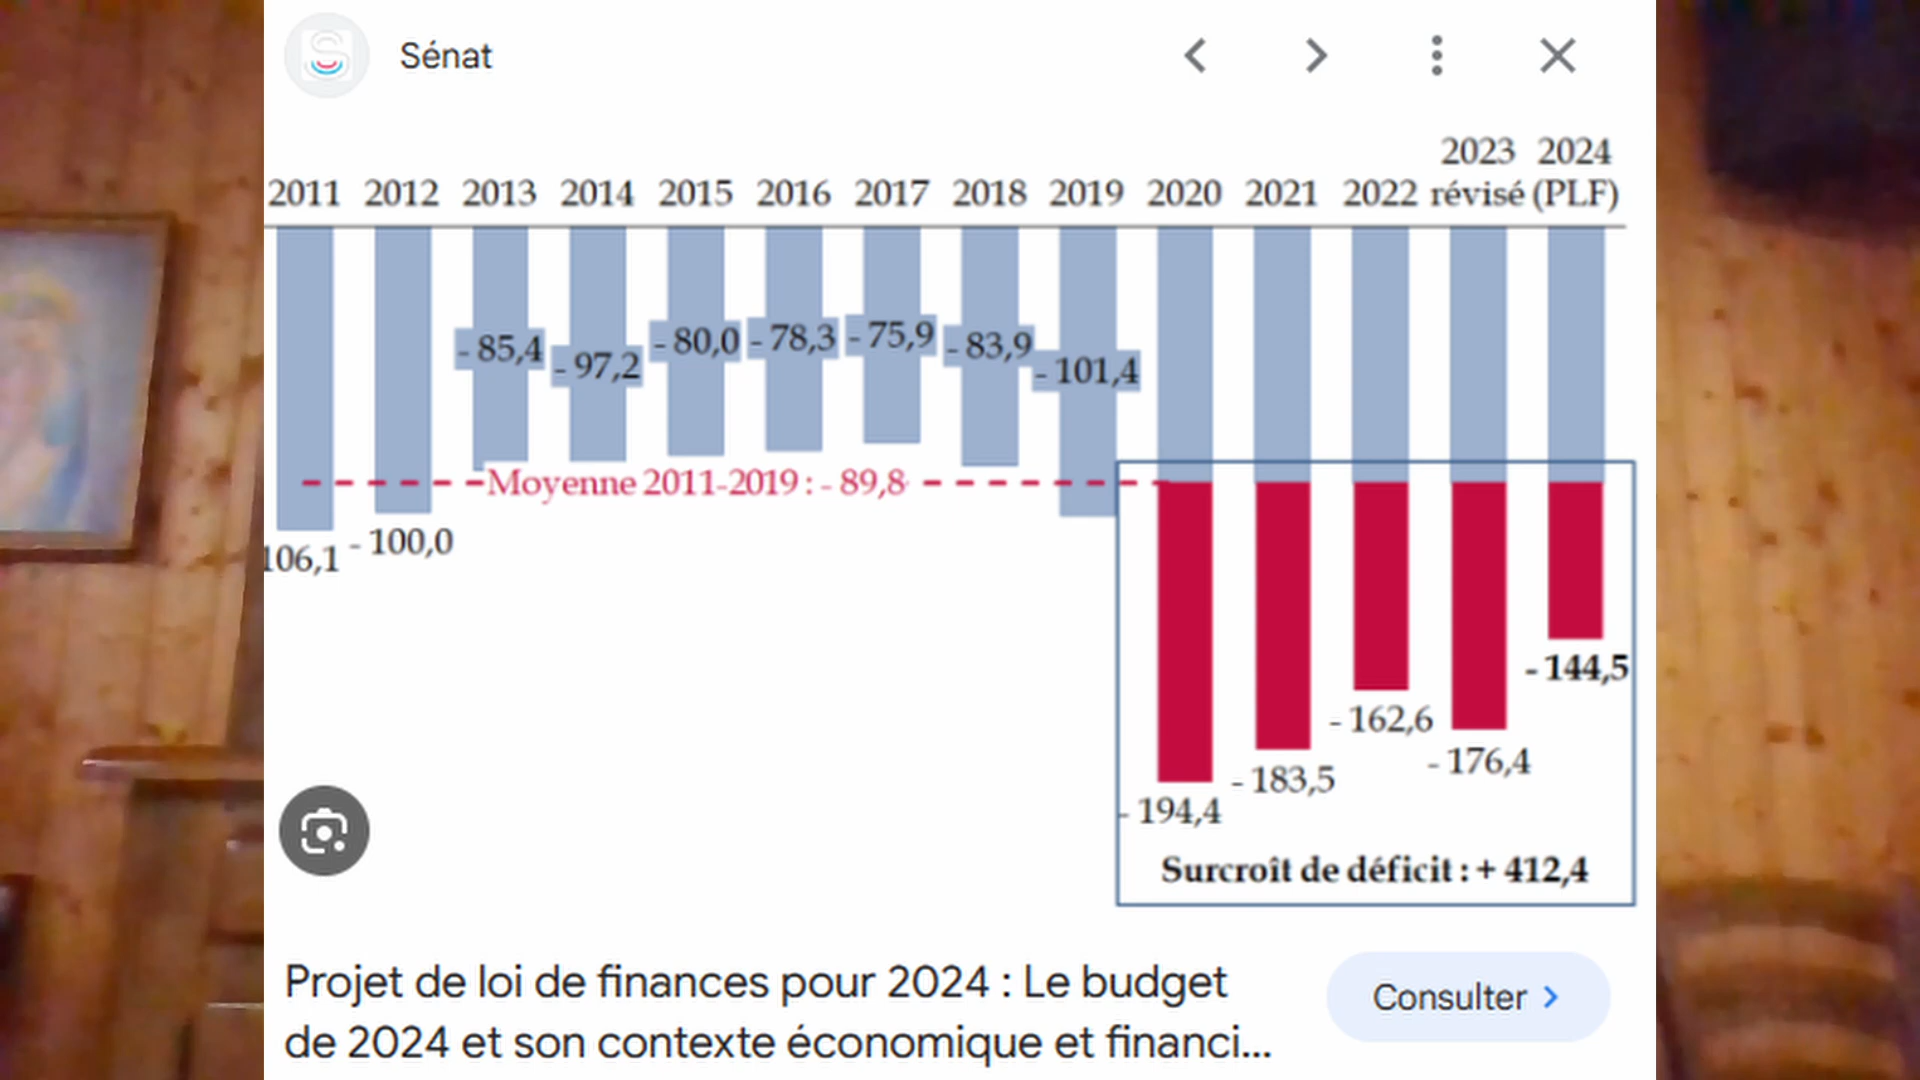 Sénat
2023 2024
2011 2012 2013 2014 2015 2016 2017 2018 2019 2020 2021 2022 révisé (PLF)
- 85,4 - 97,2 - 80,0 - 78,3 - 75,9 - 83,9 - 101,4
Moyenne 2011-2019 : - 89,8
106,1 - 100,0
- 144,5
- 162,6
- 176,4
- 183,5
- 194,4
Surcroît de déficit : + 412,4
Projet de loi de finances pour 2024 : Le budget
de 2024 et son contexte économique et financi...
Consulter